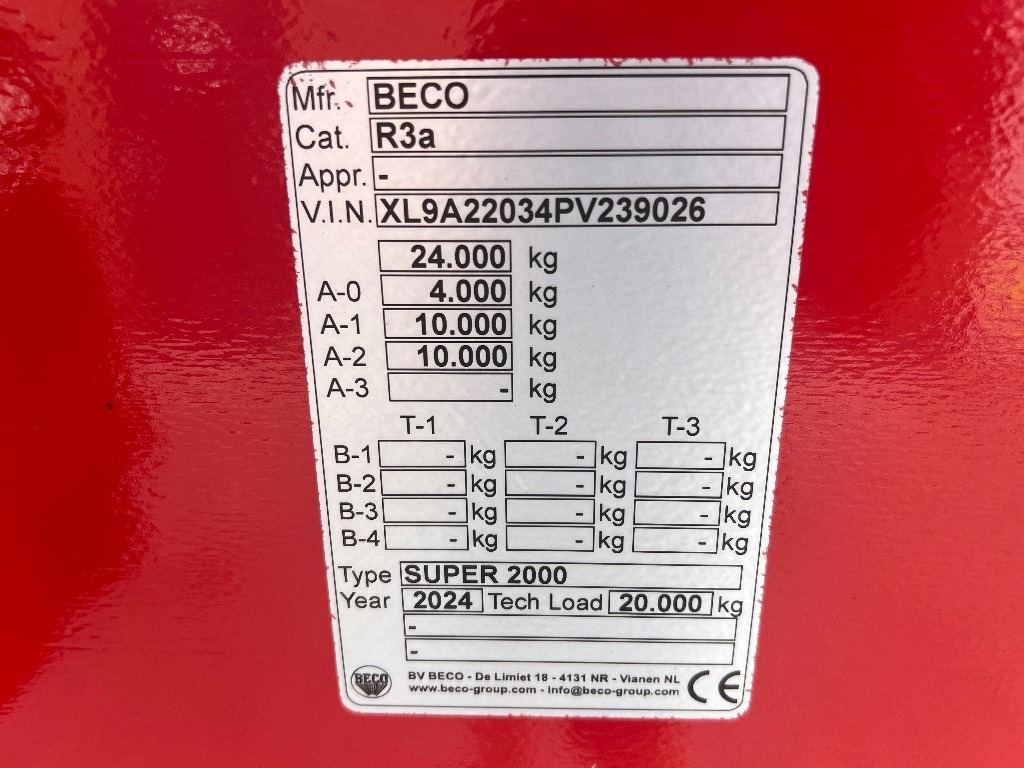 Mfr. BECO
Cat. R3a
Appr. -
V.I.N. XL9A22034PV239026
24.000 kg
A-0 4.000 kg
A-1 10.000 kg
A-2 10.000 kg
A-3 - kg
T-1 T-2 T-3
B-1 - kg - kg - kg
B-2 - kg - kg - kg
B-3 - kg - kg - kg
B-4 - kg - kg - kg
Type SUPER 2000
Year 2024 Tech Load 20.000 kg
-
-
BECO BV BECO - De Limiet 18 - 4131 NR - Vianen NL
www.beco-group.com - info@beco-group.com CE